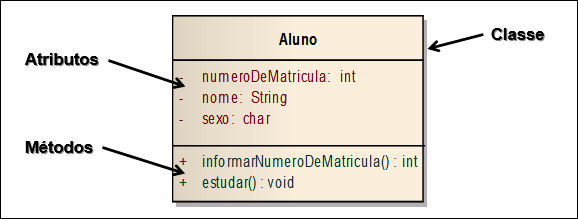 Aluno
Classe
Atributos
- numeroDeMatricula: int
- nome: String
- sexo: char
Métodos
+ informarNumeroDeMatricula() : int
+ estudar() : void